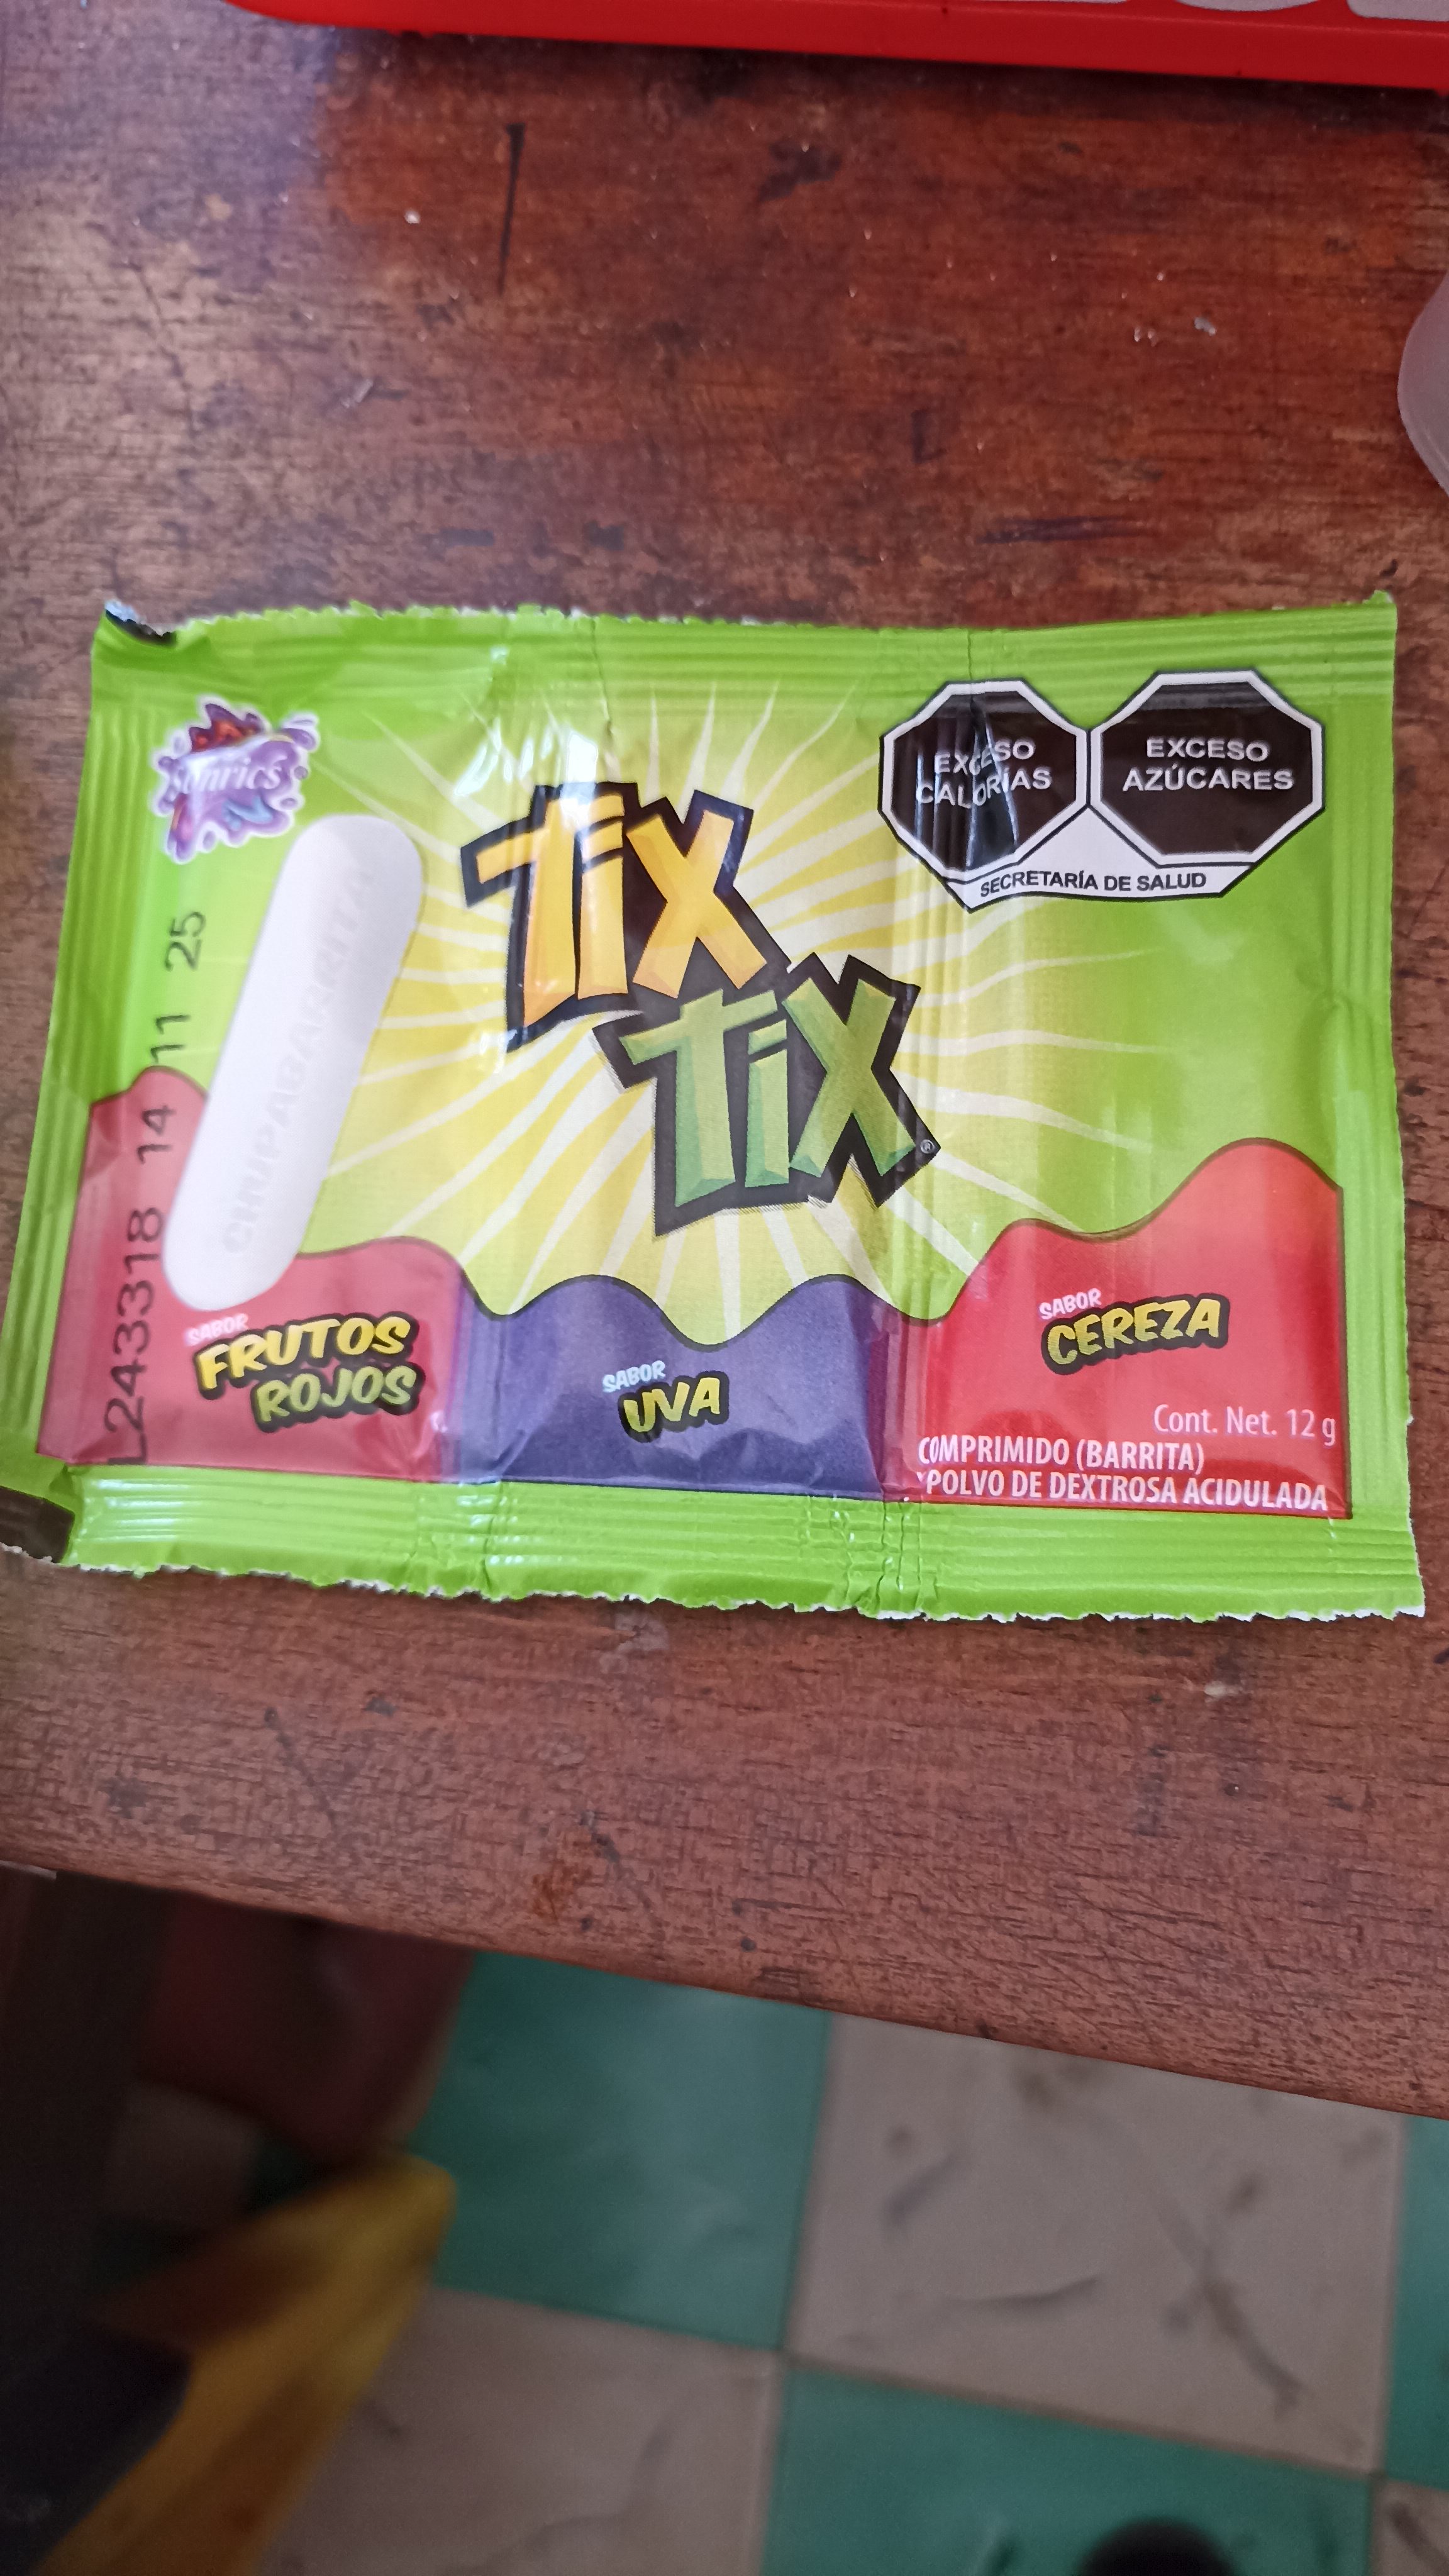 Sonric's
EXCESO
CALORÍAS
EXCESO
AZÚCARES
SECRETARÍA DE SALUD
TiX
TiX®
CHUPABARRITA
L243318 14 11 25
SABOR
FRUTOS
ROJOS
SABOR
UVA
SABOR
CEREZA
Cont. Net. 12 g
COMPRIMIDO (BARRITA)
POLVO DE DEXTROSA ACIDULADA